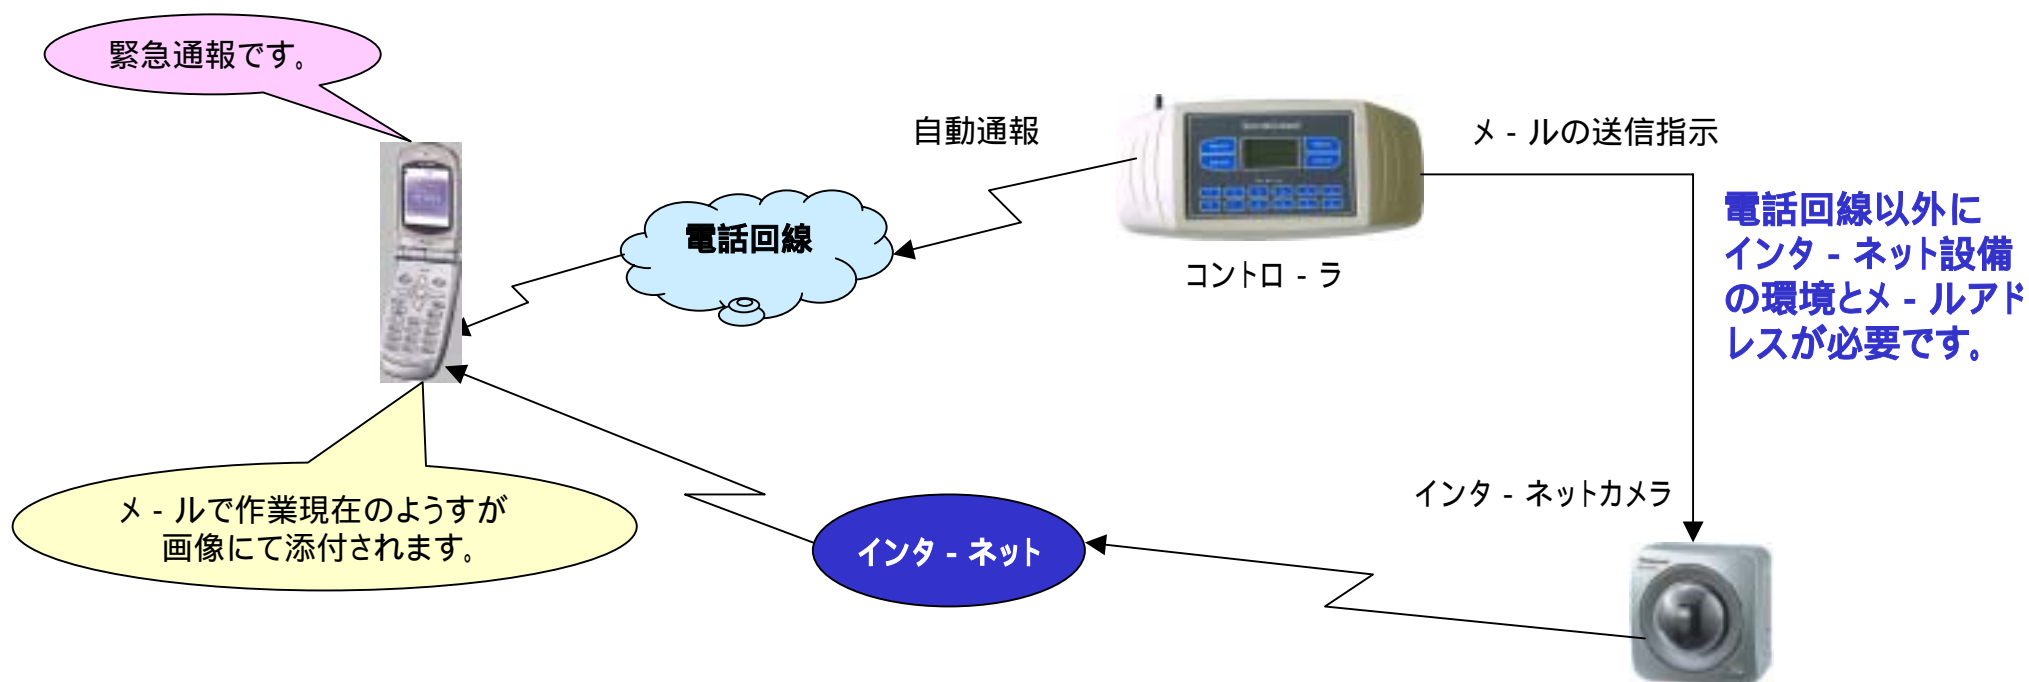 緊急通報です。
自動通報
メ - ルの送信指示
電話回線
コントロ - ラ
電話回線以外に
インタ - ネット設備
の環境とメ - ルアド
レスが必要です。
メ - ルで作業現在のようすが
画像にて添付されます。
インタ - ネット
インタ - ネットカメラ